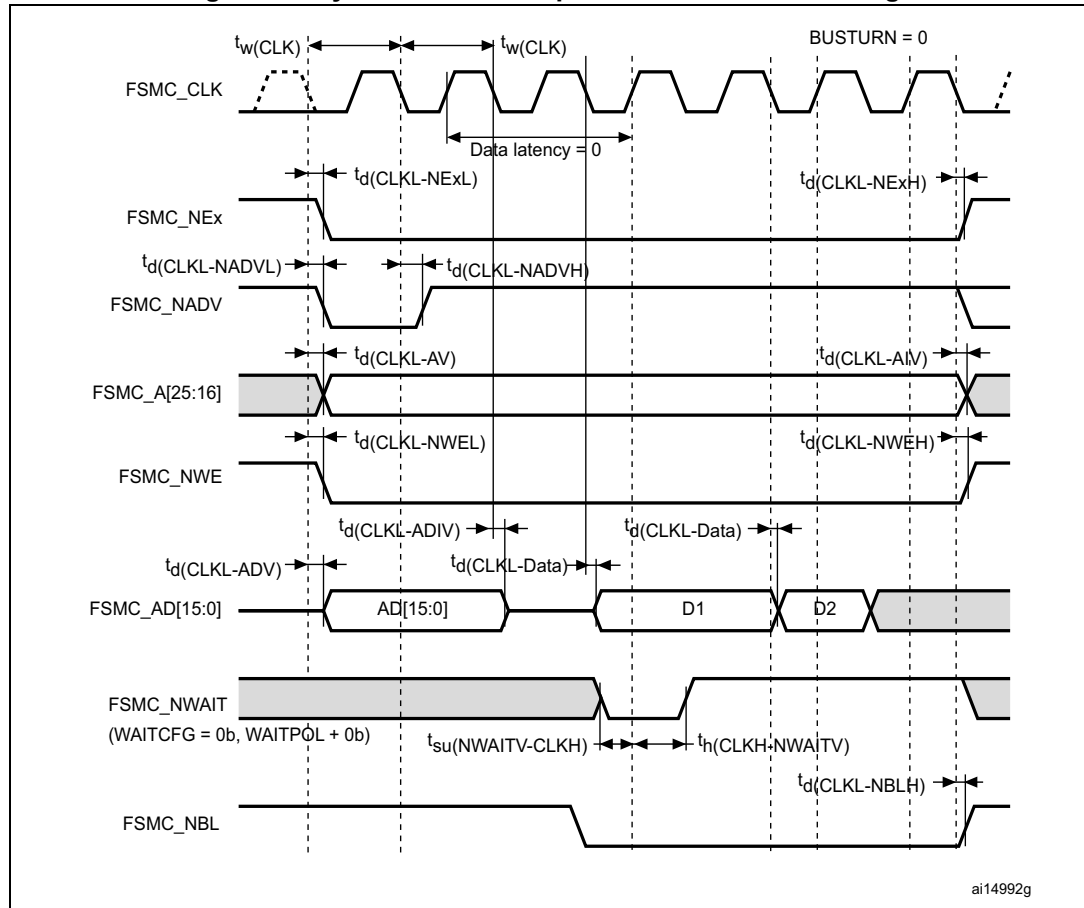 tw(CLK) tw(CLK) BUSTURN = 0
FSMC_CLK
Data latency = 0
td(CLKL-NExL) td(CLKL-NExH)
FSMC_NEx
td(CLKL-NADVL) td(CLKL-NADVH)
FSMC_NADV
td(CLKL-AV) td(CLKL-AIV)
FSMC_A[25:16]
td(CLKL-NWEL) td(CLKL-NWEH)
FSMC_NWE
td(CLKL-ADIV) td(CLKL-Data)
td(CLKL-ADV) td(CLKL-Data)
FSMC_AD[15:0] AD[15:0] D1 D2
FSMC_NWAIT
(WAITCFG = 0b, WAITPOL + 0b)
tsu(NWAITV-CLKH) th(CLKH-NWAITV)
td(CLKL-NBLH)
FSMC_NBL
ai14992g